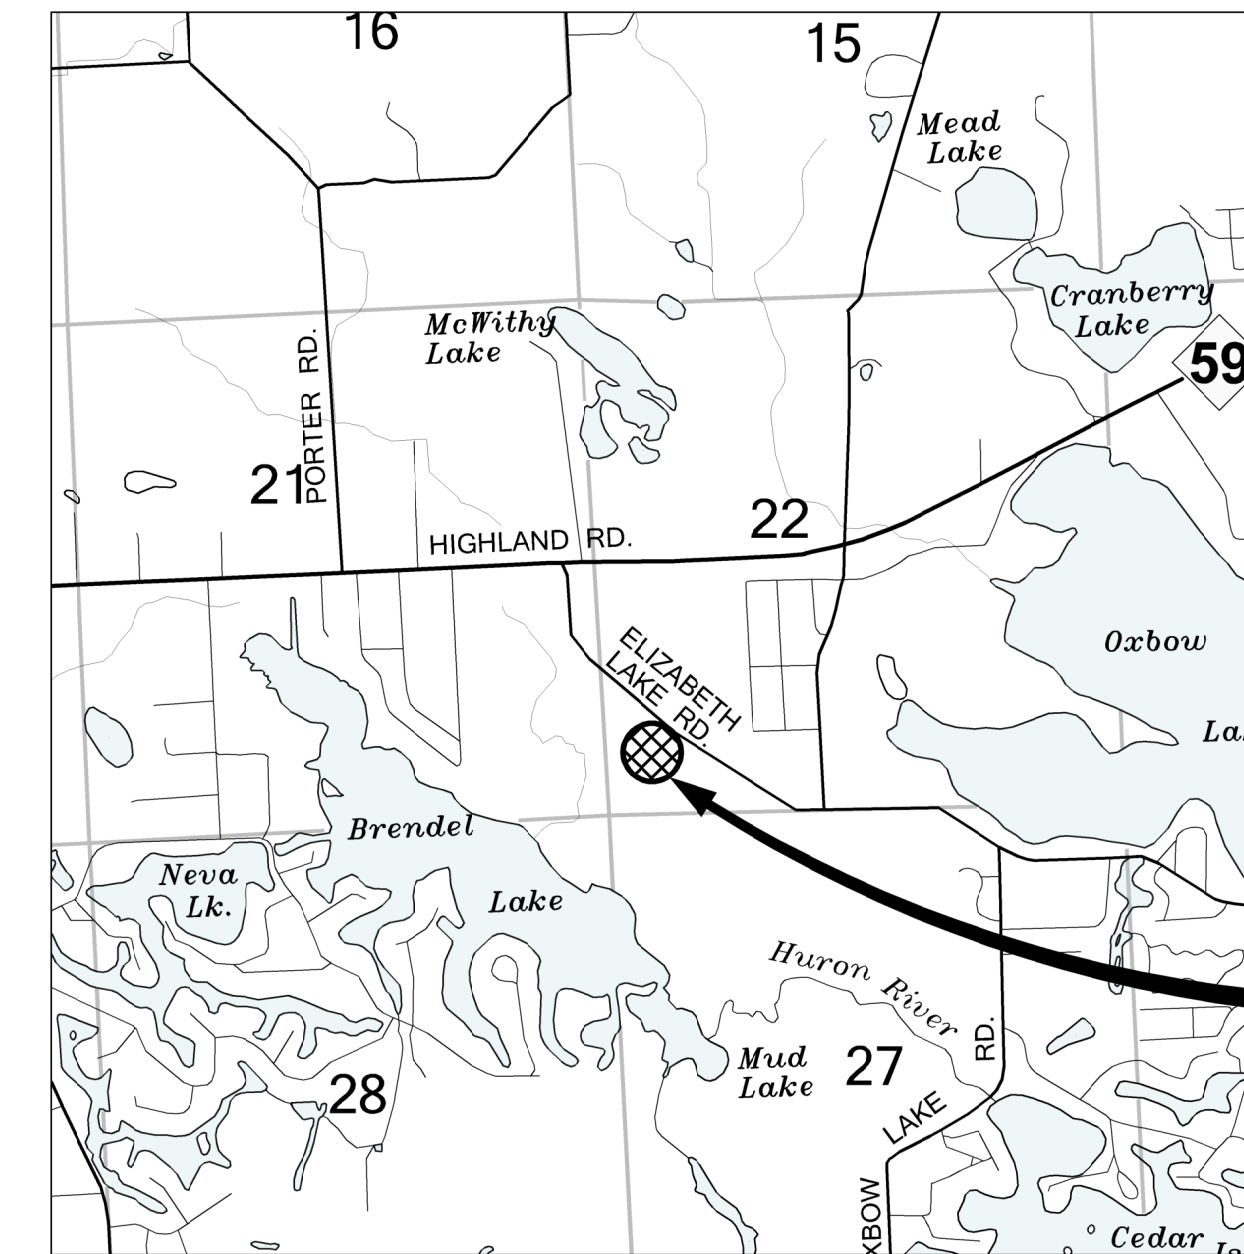 16
15
Mead
Lake
Cranberry
Lake
59
McWithy
Lake
PORTER RD.
21
22
HIGHLAND RD.
ELIZABETH
LAKE RD.
Oxbow
Brendel
Lake
Neva
Lk.
Huron River
RD.
Mud
Lake
27
28
LAKE
Cedar